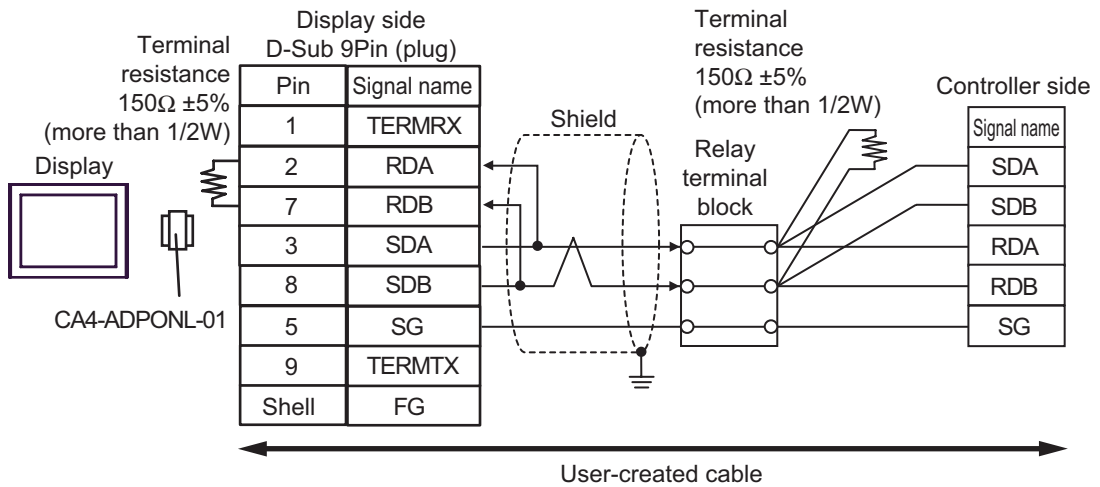 Display side
D-Sub 9Pin (plug)
Terminal
resistance
150Ω ±5%
(more than 1/2W)
Display
CA4-ADPONL-01
Pin Signal name
1 TERMRX
2 RDA
7 RDB
3 SDA
8 SDB
5 SG
9 TERMTX
Shell FG
Shield
Terminal
resistance
150Ω ±5%
(more than 1/2W)
Relay
terminal
block
Controller side
Signal name
SDA
SDB
RDA
RDB
SG
User-created cable